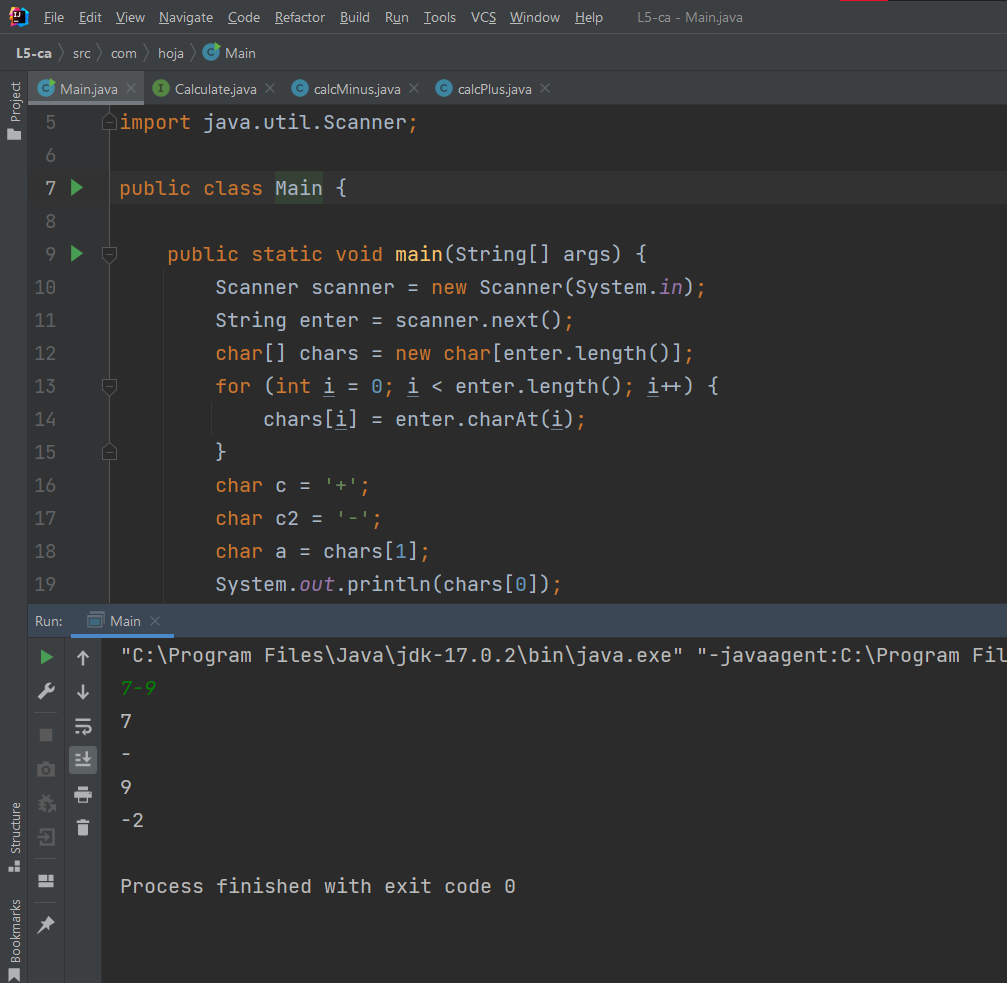 File Edit View Navigate Code Refactor Build Run Tools VCS Window Help L5-ca - Main.java
L5-ca src com hoja Main
Main.java Calculate.java calcMinus.java calcPlus.java
Project
5 import java.util.Scanner;
6
7 public class Main {
8
9 public static void main(String[] args) {
10 Scanner scanner = new Scanner(System.in);
11 String enter = scanner.next();
12 char[] chars = new char[enter.length()];
13 for (int i = 0; i < enter.length(); i++) {
14 chars[i] = enter.charAt(i);
15 }
16 char c = '+';
17 char c2 = '-';
18 char a = chars[1];
19 System.out.println(chars[0]);
Run: Main
"C:\Program Files\Java\jdk-17.0.2\bin\java.exe" "-javaagent:C:\Program Fil
7-9
7
-
9
-2
Process finished with exit code 0
Structure
Bookmarks